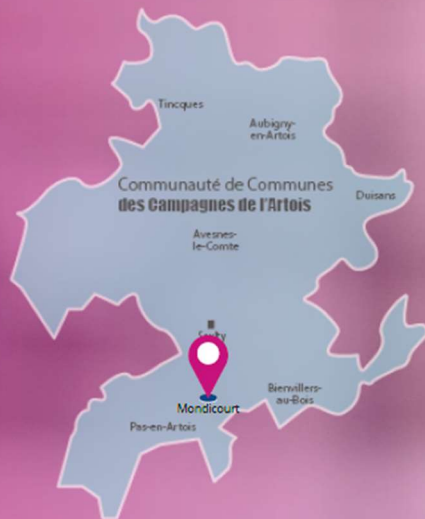 Tincques
Aubigny-
en-Artois
Communauté de Communes
des Campagnes de l'Artois
Duisans
Avesnes-
le-Comte
Bienvillers-
au-Bois
Mondicourt
Pas-en-Artois